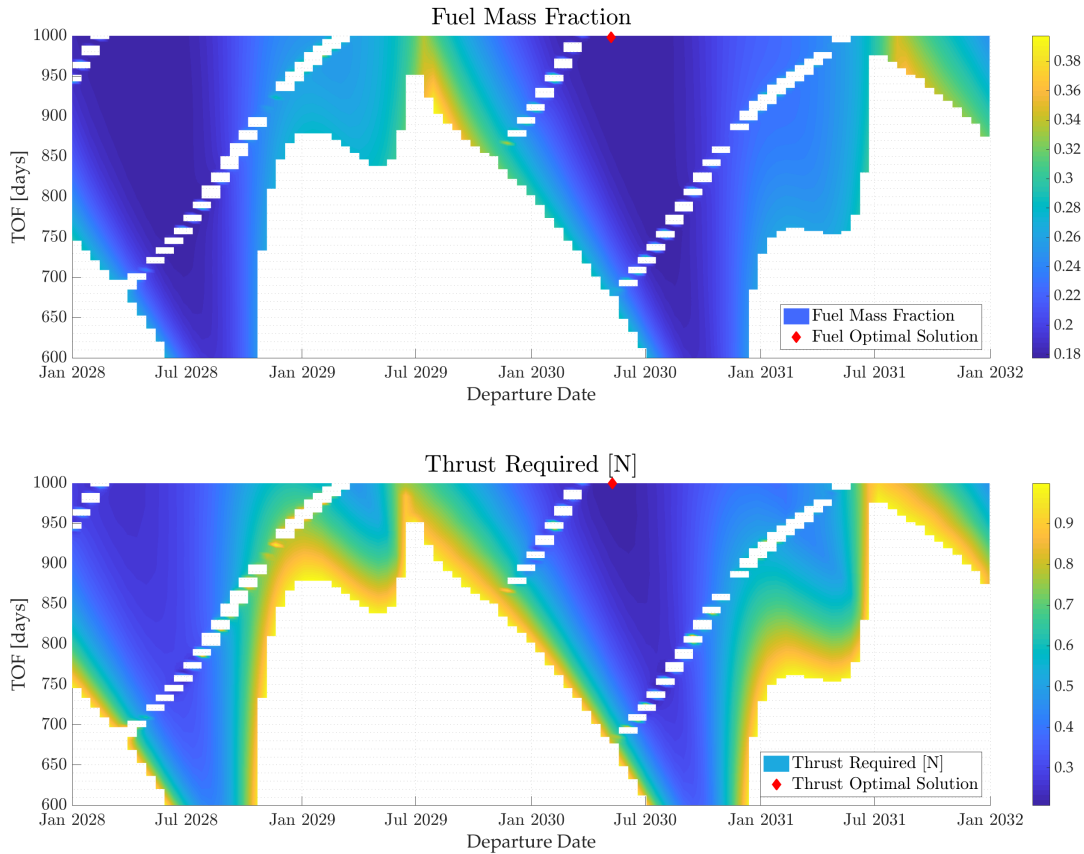 Fuel Mass Fraction
1000
950
900
850
800
750
700
650
600
TOF [days]
Jan 2028
Jul 2028
Jan 2029
Jul 2029
Jan 2030
Jul 2030
Jan 2031
Jul 2031
Jan 2032
Departure Date
Fuel Mass Fraction
Fuel Optimal Solution
0.38
0.36
0.34
0.32
0.3
0.28
0.26
0.24
0.22
0.2
0.18
Thrust Required [N]
1000
950
900
850
800
750
700
650
600
TOF [days]
Jan 2028
Jul 2028
Jan 2029
Jul 2029
Jan 2030
Jul 2030
Jan 2031
Jul 2031
Jan 2032
Departure Date
Thrust Required [N]
Thrust Optimal Solution
0.9
0.8
0.7
0.6
0.5
0.4
0.3